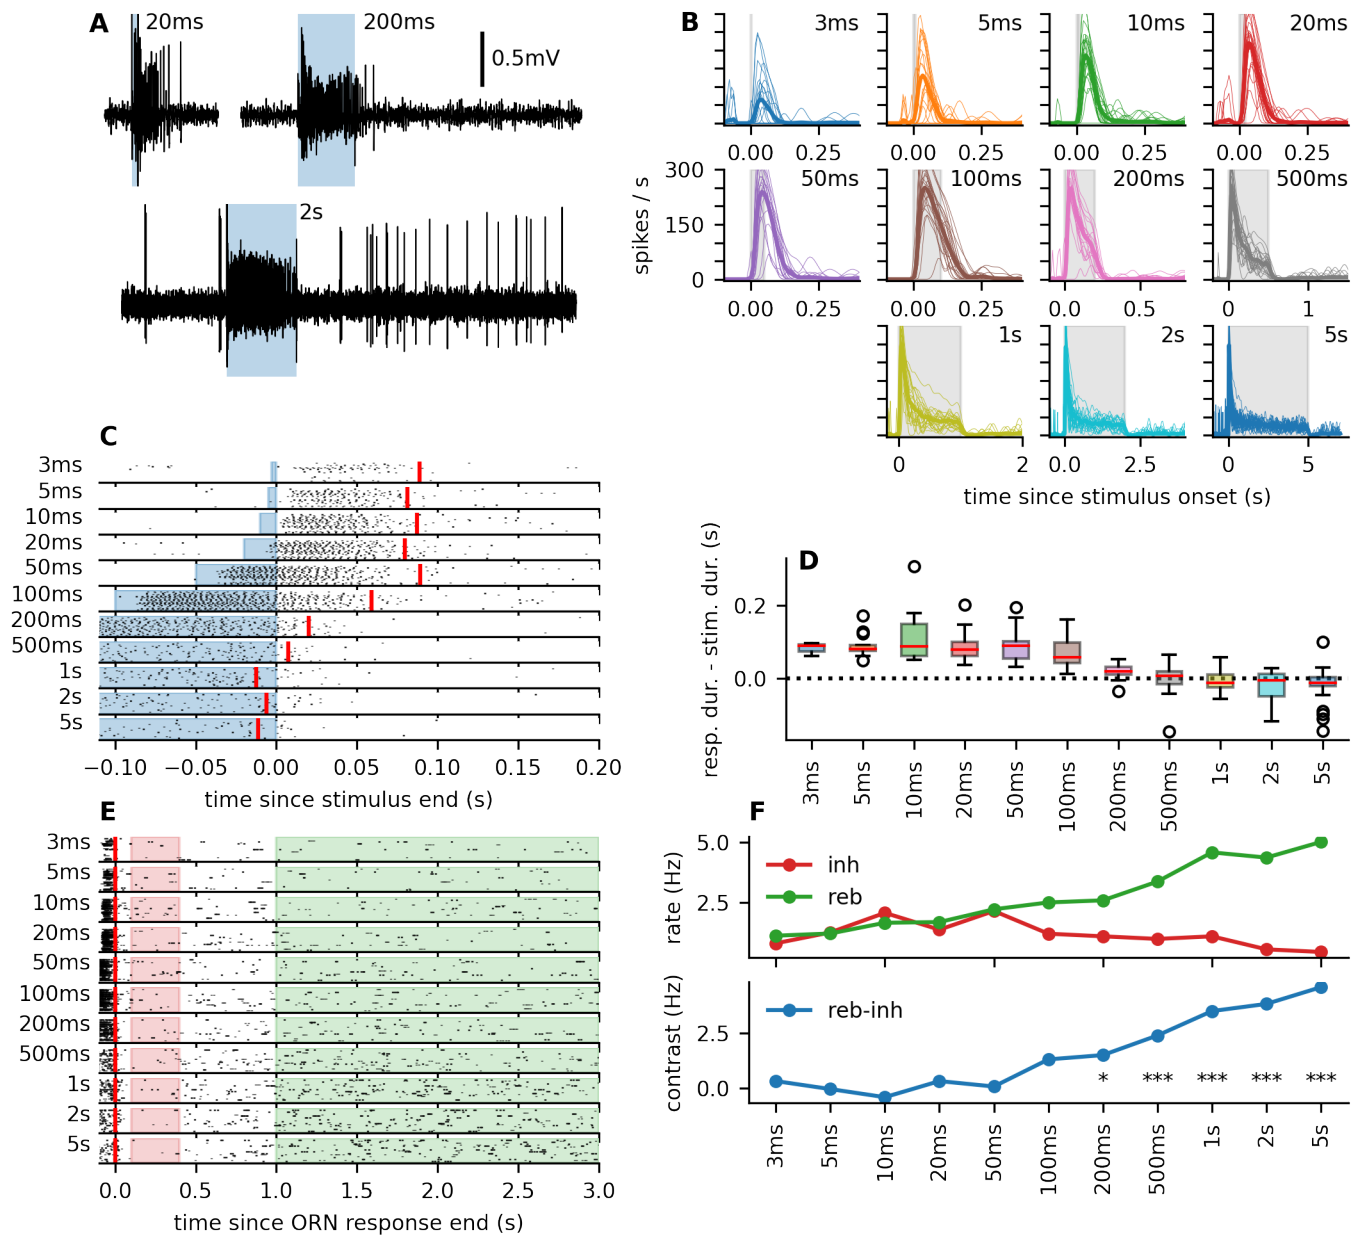 A
20ms
200ms
0.5mV
2s
B
3ms
5ms
10ms
20ms
0.00 0.25
0.00 0.25
0.00 0.25
0.00 0.25
spikes / s
300
150
0
50ms
100ms
200ms
500ms
0.00 0.25
0.00 0.25
0.0 0.5
0 1
1s
2s
5s
0 2
0.0 2.5
0 5
time since stimulus onset (s)
C
3ms
5ms
10ms
20ms
50ms
100ms
200ms
500ms
1s
2s
5s
−0.10 −0.05 0.00 0.05 0.10 0.15 0.20
time since stimulus end (s)
D
resp. dur. - stim. dur. (s)
0.2
0.0
3ms 5ms 10ms 20ms 50ms 100ms 200ms 500ms 1s 2s 5s
E
3ms
5ms
10ms
20ms
50ms
100ms
200ms
500ms
1s
2s
5s
0.0 0.5 1.0 1.5 2.0 2.5 3.0
time since ORN response end (s)
F
rate (Hz)
5.0
2.5
inh
reb
contrast (Hz)
2.5
0.0
reb-inh
* *** *** *** ***
3ms 5ms 10ms 20ms 50ms 100ms 200ms 500ms 1s 2s 5s